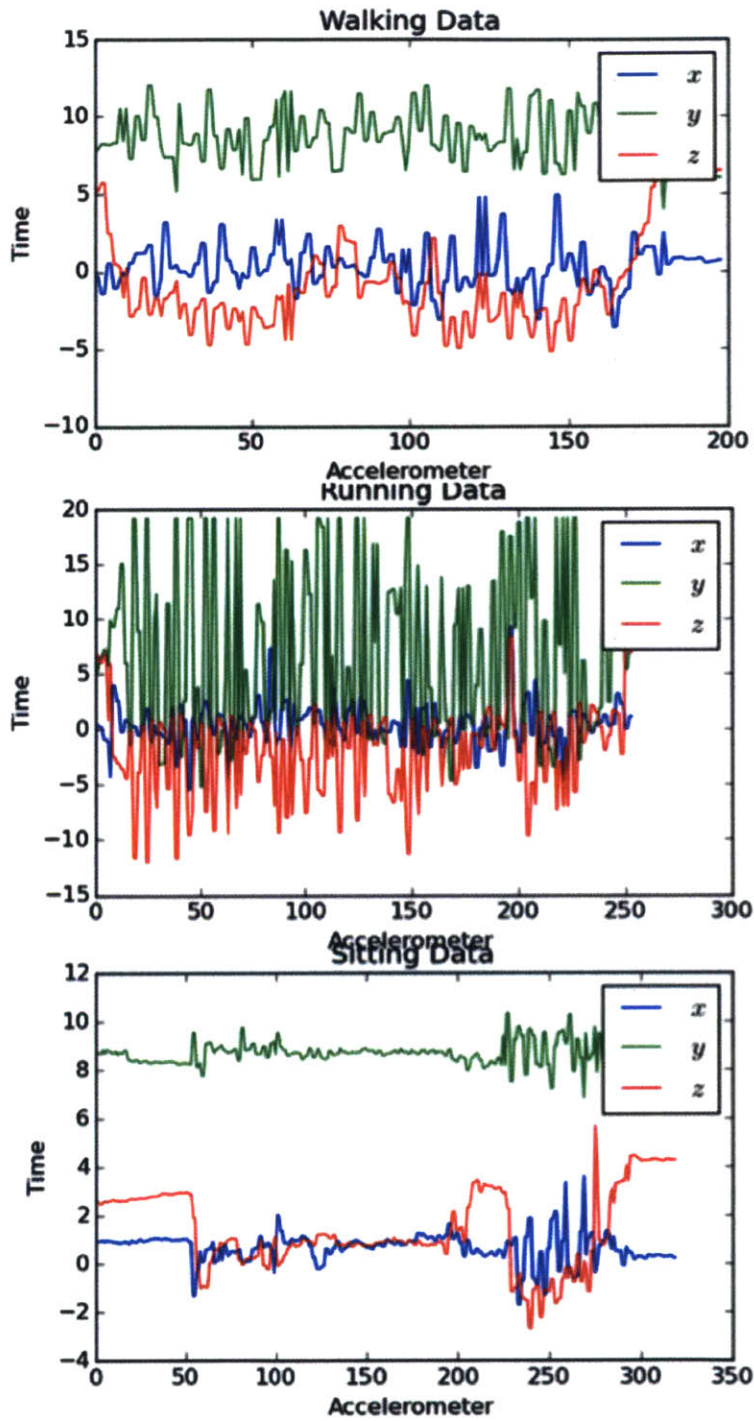 Walking Data
15
10
5
0
−5
−10
Time
x
y
z
0 50 100 150 200
Accelerometer
Running Data
20
15
10
5
0
−5
−10
−15
Time
x
y
z
0 50 100 150 200 250 300
Accelerometer
Sitting Data
12
10
8
6
4
2
0
−2
−4
Time
x
y
z
0 50 100 150 200 250 300 350
Accelerometer